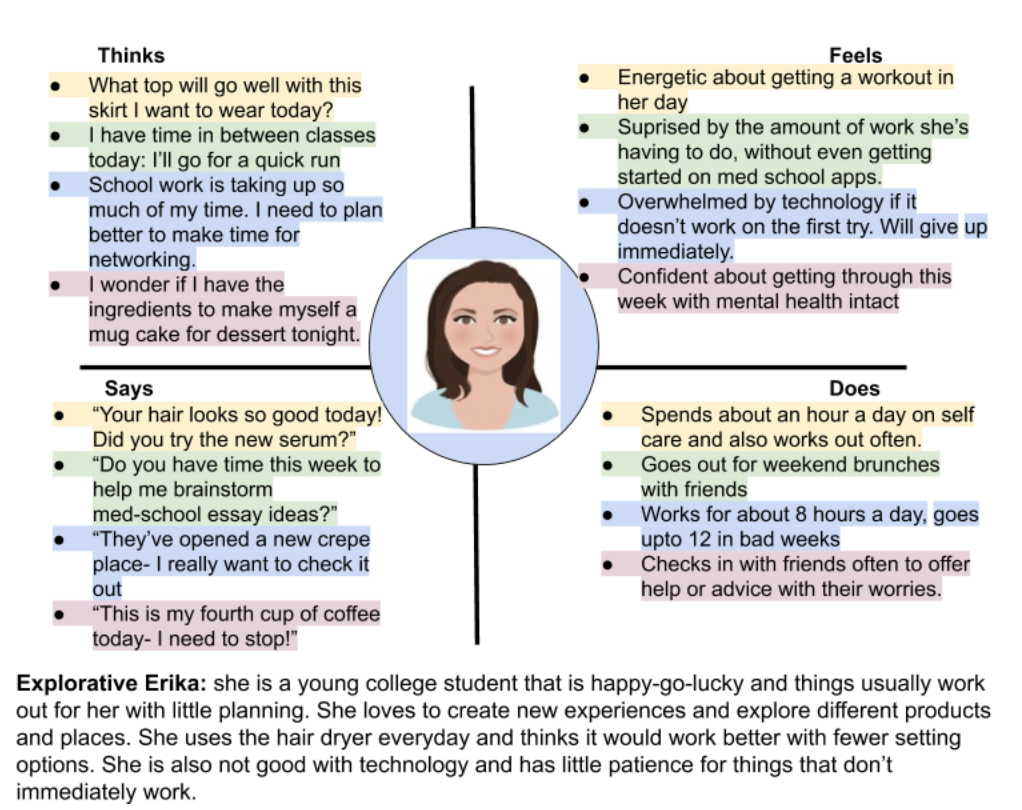 Thinks
● What top will go well with this
skirt I want to wear today?
● I have time in between classes
today: I'll go for a quick run
● School work is taking up so
much of my time. I need to plan
better to make time for
networking.
● I wonder if I have the
ingredients to make myself a
mug cake for dessert tonight.
Feels
● Energetic about getting a workout in
her day
● Suprised by the amount of work she's
having to do, without even getting
started on med school apps.
● Overwhelmed by technology if it
doesn't work on the first try. Will give up
immediately.
● Confident about getting through this
week with mental health intact
Says
● “Your hair looks so good today!
Did you try the new serum?”
● “Do you have time this week to
help me brainstorm
med-school essay ideas?”
● “They've opened a new crepe
place- I really want to check it
out
● “This is my fourth cup of coffee
today- I need to stop!”
Does
● Spends about an hour a day on self
care and also works out often.
● Goes out for weekend brunches
with friends
● Works for about 8 hours a day, goes
upto 12 in bad weeks
● Checks in with friends often to offer
help or advice with their worries.
Explorative Erika: she is a young college student that is happy-go-lucky and things usually work
out for her with little planning. She loves to create new experiences and explore different products
and places. She uses the hair dryer everyday and thinks it would work better with fewer setting
options. She is also not good with technology and has little patience for things that don't
immediately work.